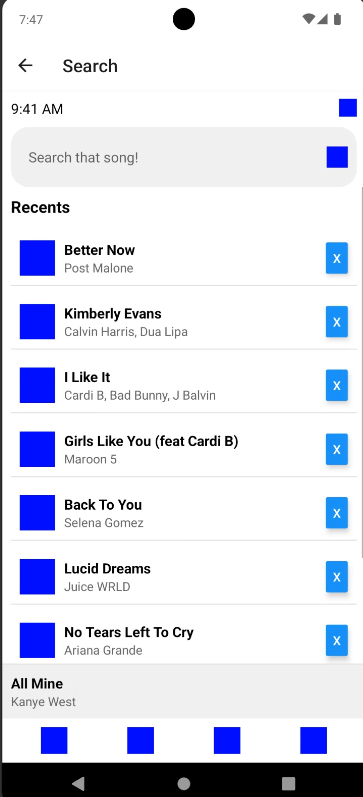 7:47
Search
9:41 AM
Search that song!
Recents
Better Now
Post Malone
X
Kimberly Evans
Calvin Harris, Dua Lipa
X
I Like It
Cardi B, Bad Bunny, J Balvin
X
Girls Like You (feat Cardi B)
Maroon 5
X
Back To You
Selena Gomez
X
Lucid Dreams
Juice WRLD
X
No Tears Left To Cry
Ariana Grande
X
All Mine
Kanye West